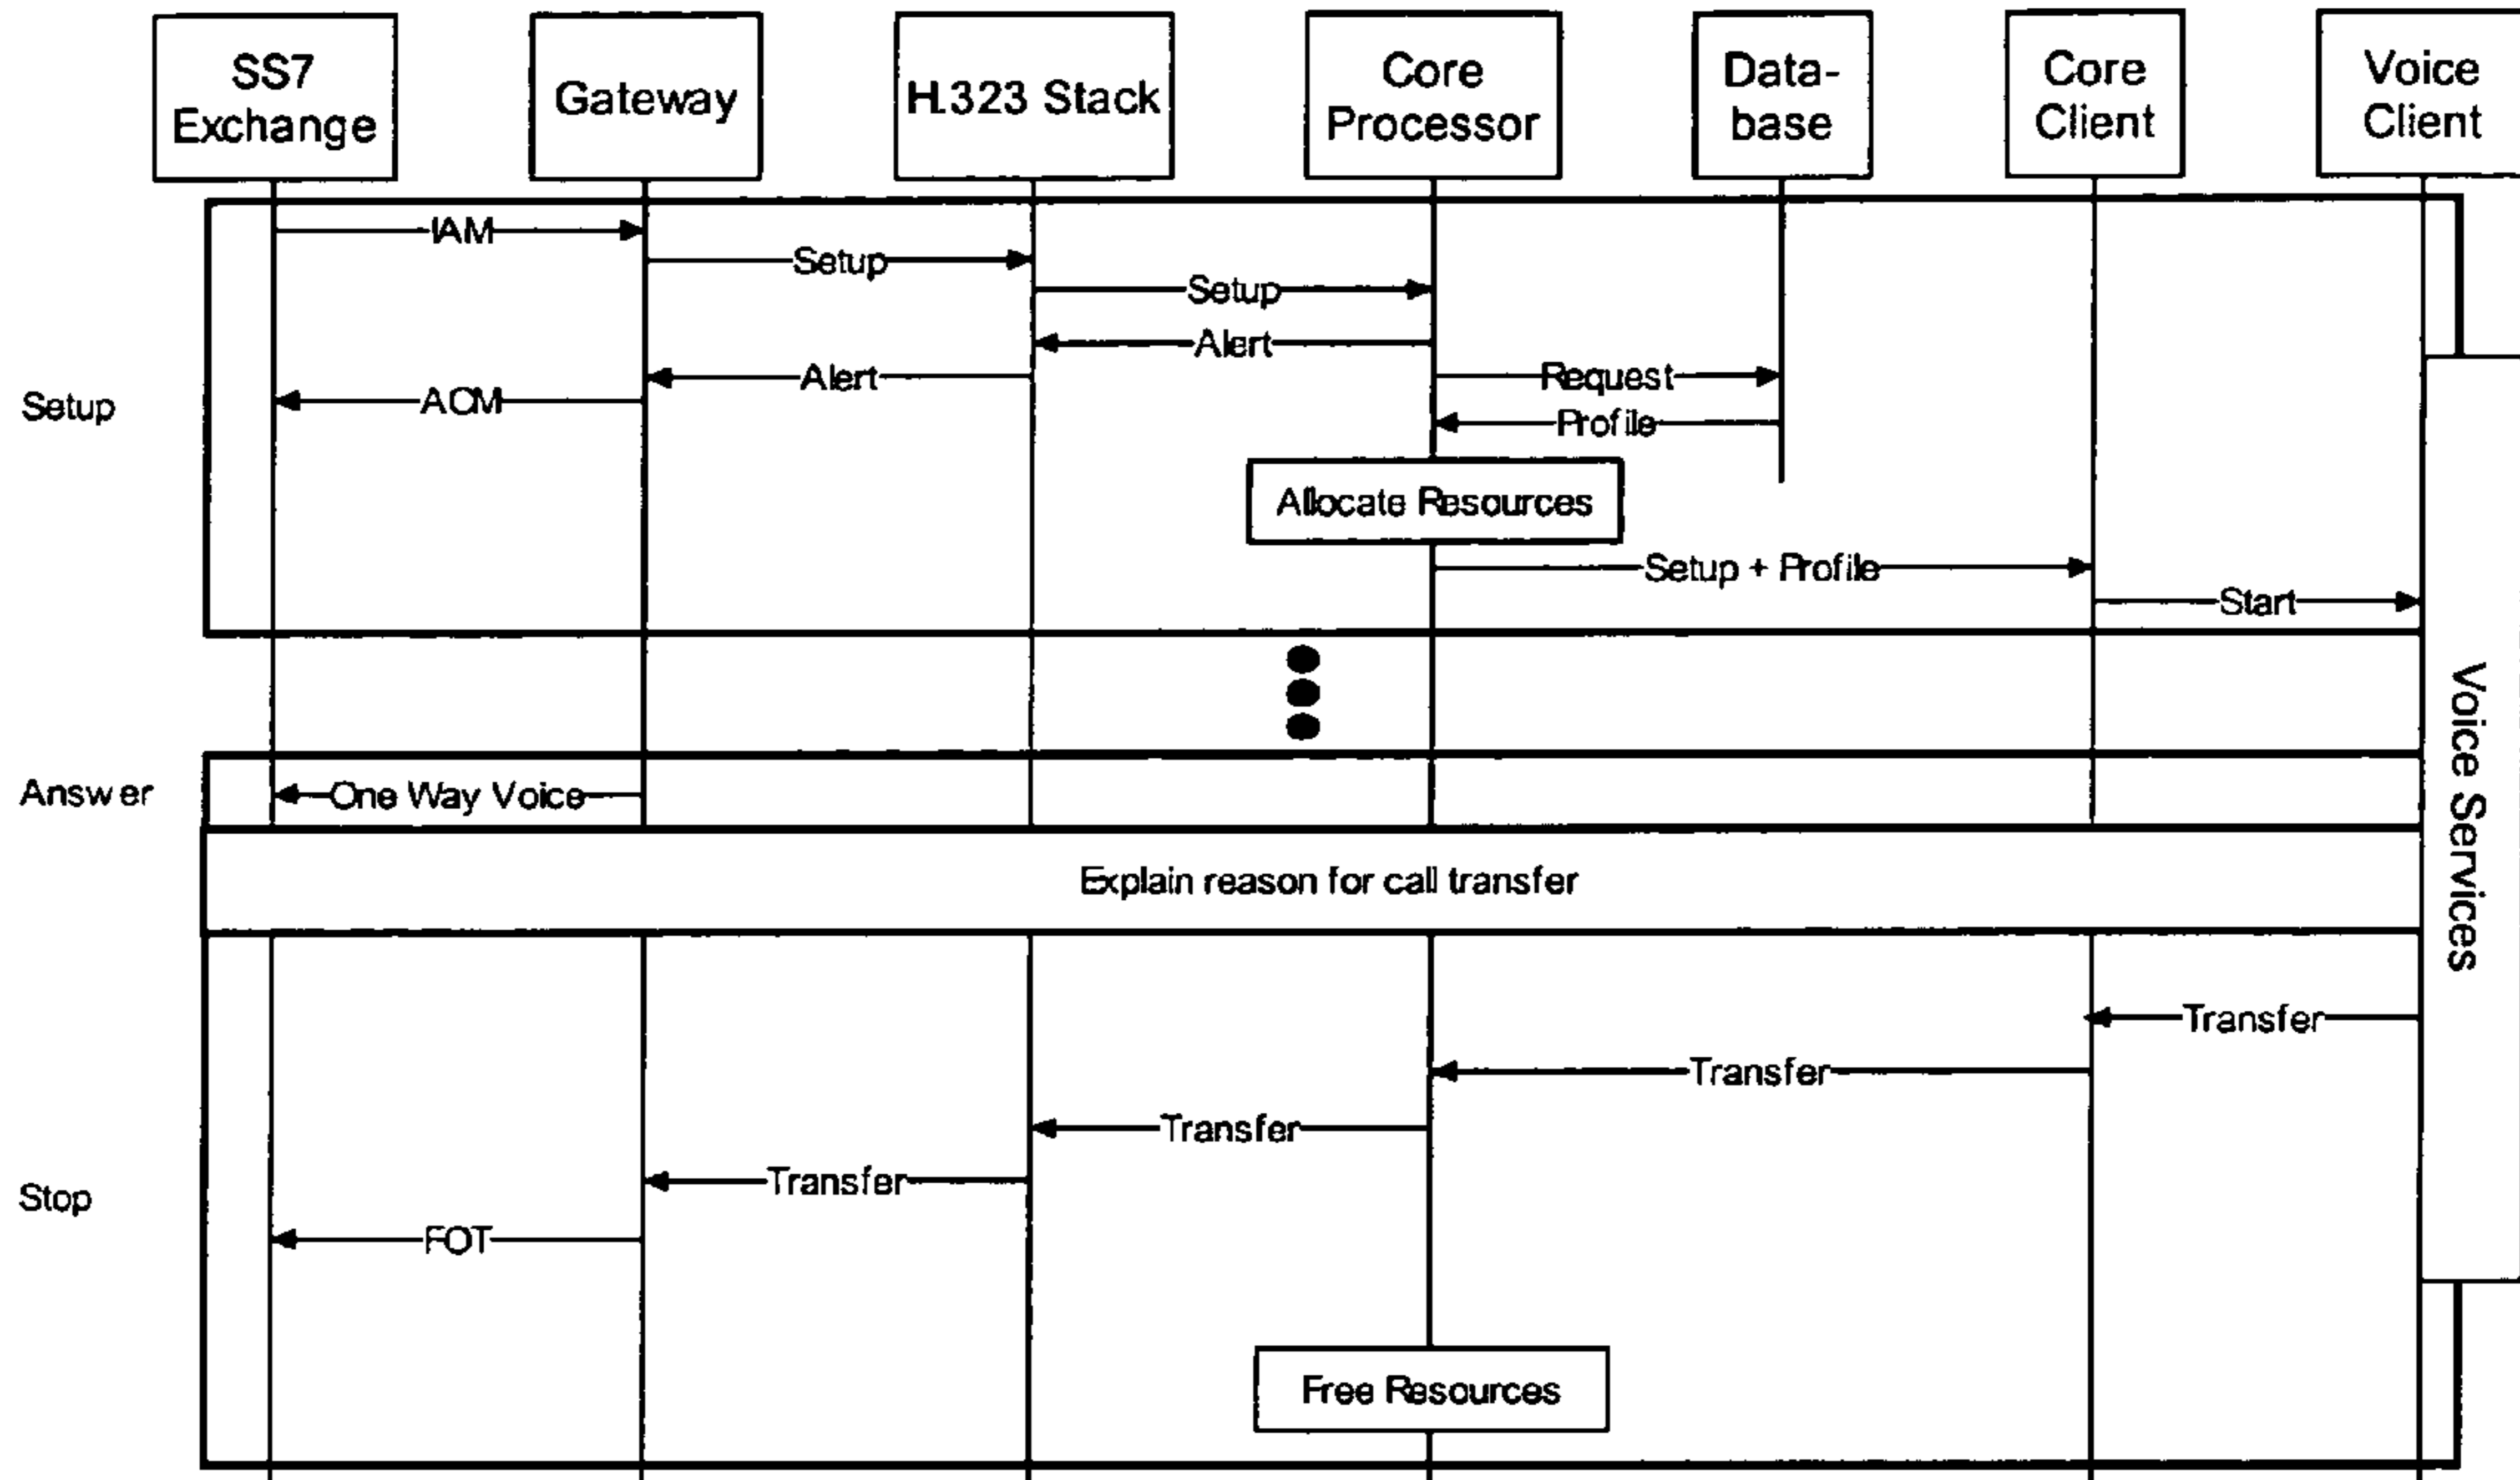 SS7
Exchange
Gateway
H.323 Stack
Core
Processor
Data-
base
Core
Client
Voice
Client
IAM
Setup
Setup
Alert
Alert
Request
ACM
Setup
Profile
Allocate Resources
Setup + Profile
Start
Voice Services
Answer
One Way Voice
Explain reason for call transfer
Transfer
Transfer
Transfer
Transfer
Stop
FOT
Free Resources